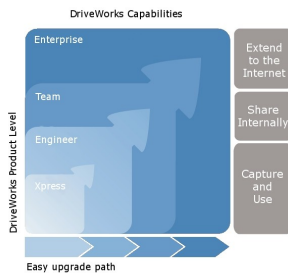 DriveWorks Capabilities
Enterprise
Team
Engineer
Xpress
Extend
to the
Internet
Share
Internally
Capture
and
Use
DriveWorks Product Level
Easy upgrade path